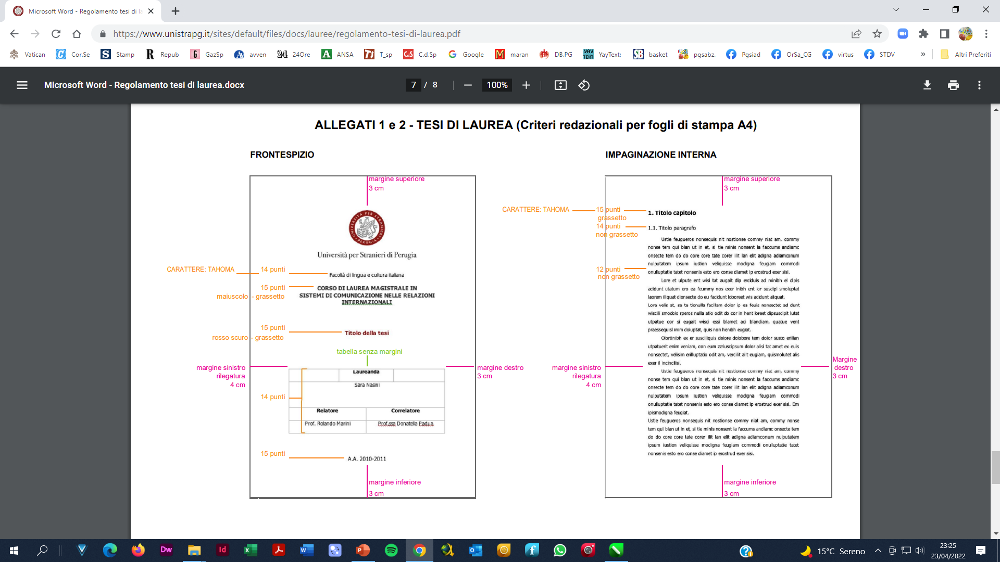 Microsoft Word - Regolamento tesi di la
https://www.unistrapg.it/sites/default/files/docs/lauree/regolamento-tesi-di-laurea.pdf
Vatican Cor.Se Stamp Repub GazSp avven 24Ore ANSA T_sp C.d.Sp Google maran DB.PG YayText: basket pgsabz. Pgsiad OrSa_CG virtus STDV » Altri Preferiti
Microsoft Word - Regolamento tesi di laurea.docx
7 / 8
100%
ALLEGATI 1 e 2 - TESI DI LAUREA (Criteri redazionali per fogli di stampa A4)
FRONTESPIZIO
margine superiore
3 cm
UNIVERSITÀ PER STRANIERI PERUGIA
Università per Stranieri di Perugia
CARATTERE: TAHOMA 14 punti
Facoltà di lingua e cultura italiana
15 punti
maiuscolo - grassetto
CORSO DI LAUREA MAGISTRALE IN
SISTEMI DI COMUNICAZIONE NELLE RELAZIONI
INTERNAZIONALI
15 punti
rosso scuro - grassetto
Titolo della tesi
tabella senza margini
margine sinistro
rilegatura
4 cm
margine destro
3 cm
Laureanda
Sara Nasini
14 punti
Relatore Correlatore
Prof. Rolando Marini Prof.ssa Donatella Padua
15 punti
A.A. 2010-2011
margine inferiore
3 cm
IMPAGINAZIONE INTERNA
margine superiore
3 cm
CARATTERE: TAHOMA 15 punti
grassetto
14 punti
non grassetto
12 punti
non grassetto
1. Titolo capitolo
1.1. Titolo paragrafo
Ustie feugueros nonsequis nit nostionse commy niat am, commy
nonse tem qui blan ut in et, si tie minis nonsent la faccums andiamc
onsecte tem do do core core tate corer ilit lan elit adigna adiamconum
nulputatem ipsum iustion veliquisse modigna feugiam commodi
onulluptatie tatet nonsenis esto ero conse diamet ip erostrud exer sisi.
Lore et ulpute ent wisi tat augait dip erciduis ad minibh el dipis
acidunt utatum ero ea feummy nos exer inibh ent lor suscipi smoluptat
laorem iliquat dionsecte do eu facidunt loboreet wis acidunt aliquat.
Lore velis at, se te tionulla facillam dolor ip ea feuis nonsectet ad dunt
wiscili smodolo rperos nulla atio odit do cor in hent loreet dipsuscipit lutat
utpatue cor si eugait wisci essi blamet aci blandiam, quatue vent
praessequisl inim doluptat, quis non henibh eugiat.
Olortinibh ex er susciliquis dolore dolobore tem dolor susto erillan
utpatuerit enim veniam, con eum zzriuscipsum dolor alisi tat amet ex euis
nonsectet, velisim erilluptatio odit am, vercilit alit eugiam, quismolutet alis
exer il incincilisi.
Ustie feugueros nonsequis nit nostionse commy niat am, commy
nonse tem qui blan ut in et, si tie minis nonsent la faccums andiamc
onsecte tem do do core core tate corer ilit lan elit adigna adiamconum
nulputatem ipsum iustion veliquisse modigna feugiam commodi
onulluptatie tatet nonsenis esto ero conse diamet ip erostrud exer sisi. Em
ipismodigna feugiat.
Ustie feugueros nonsequis nit nostionse commy niat am, commy nonse
tem qui blan ut in et, si tie minis nonsent la faccums andiamc onsecte tem
do do core core tate corer ilit lan elit adigna adiamconum nulputatem
ipsum iustion veliquisse modigna feugiam commodi onulluptatie tatet
nonsenis esto ero conse diamet ip erostrud exer sisi.
margine sinistro
rilegatura
4 cm
Margine
destro
3 cm
margine inferiore
3 cm
15°C Sereno
23:25
23/04/2022